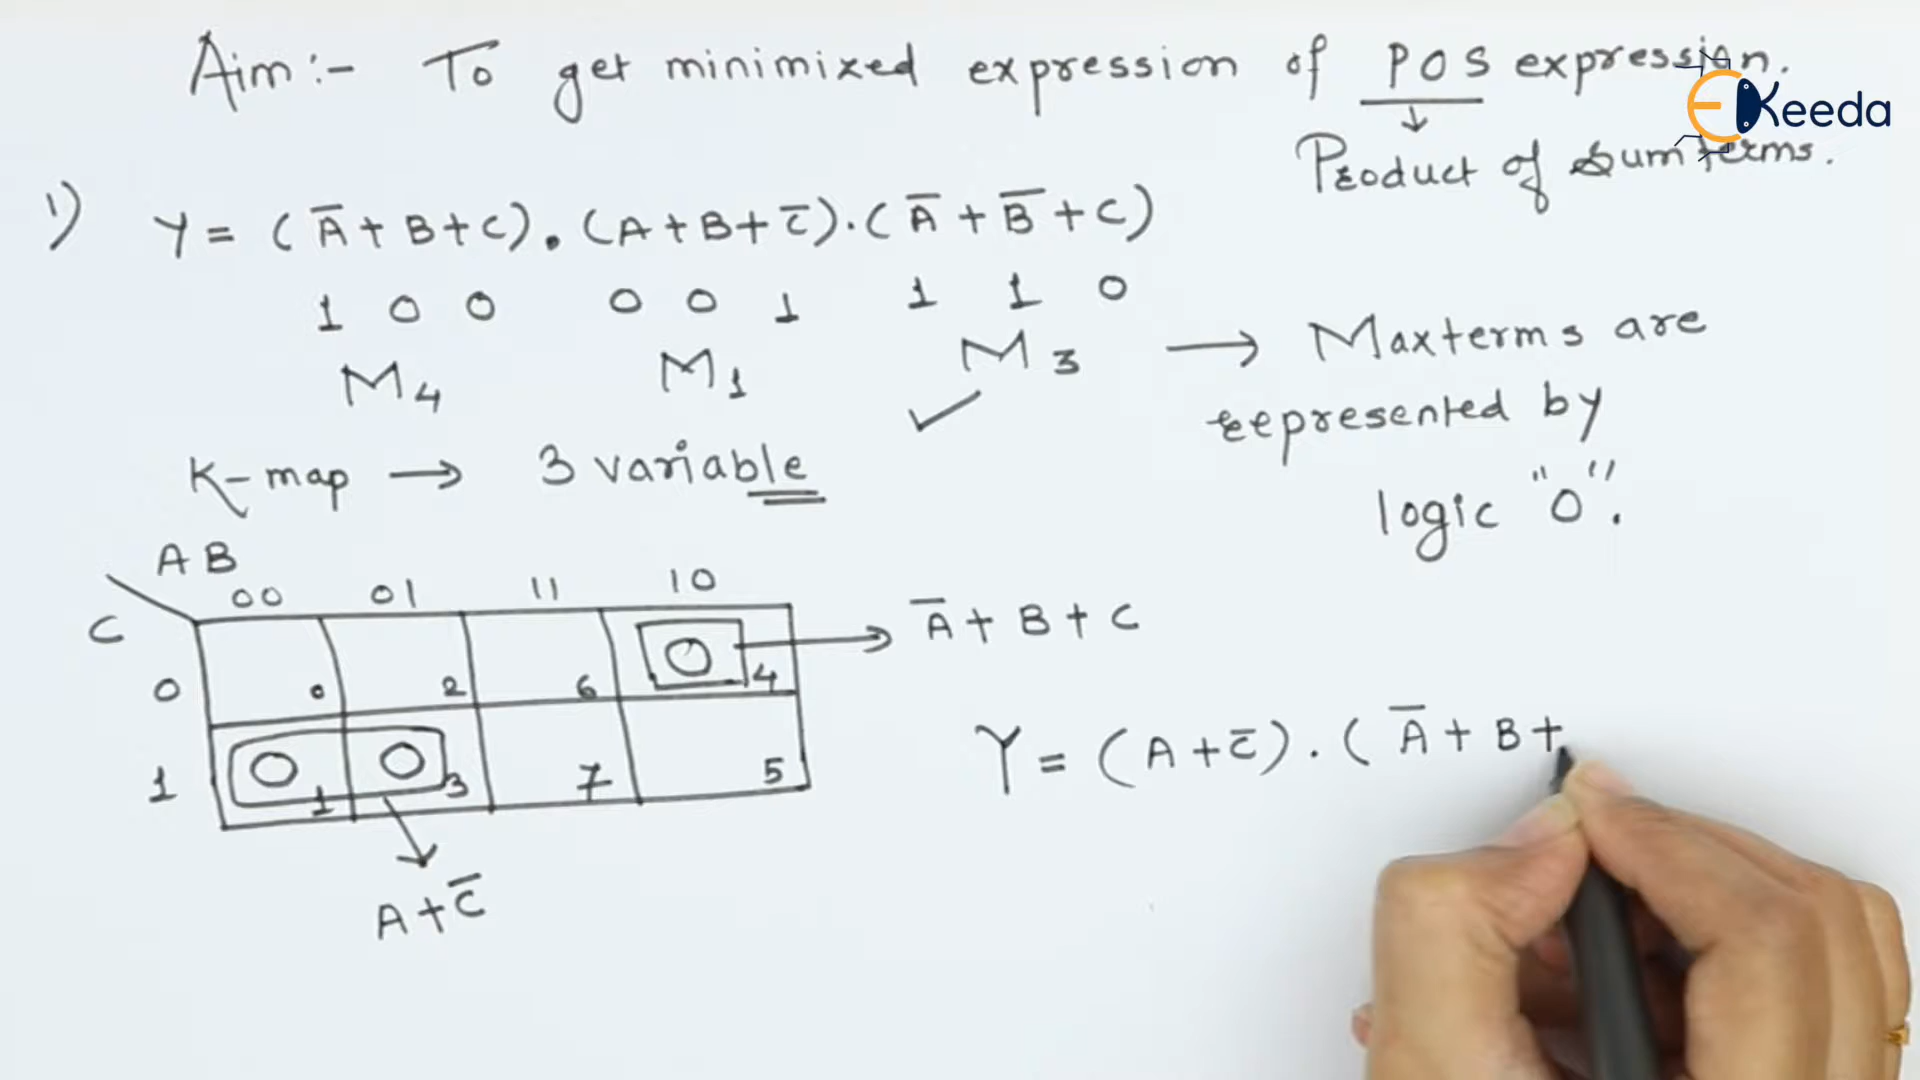 Aim:- To get minimized expression of POS expression.
EKeeda
Product of Sum terms.
1) Y = (A̅ + B + C) . (A + B + C̅) . (A̅ + B̅ + C)
1 0 0 0 0 1 1 1 0
M4 M1 M3 → Maxterms are
represented by
logic "0".
K-map → 3 variable
AB
00 01 11 10
C
0 0 2 6 0 4 → A̅ + B + C
1 0 1 0 3 7 5
A + C̅
Y = (A + C̅) . (A̅ + B +